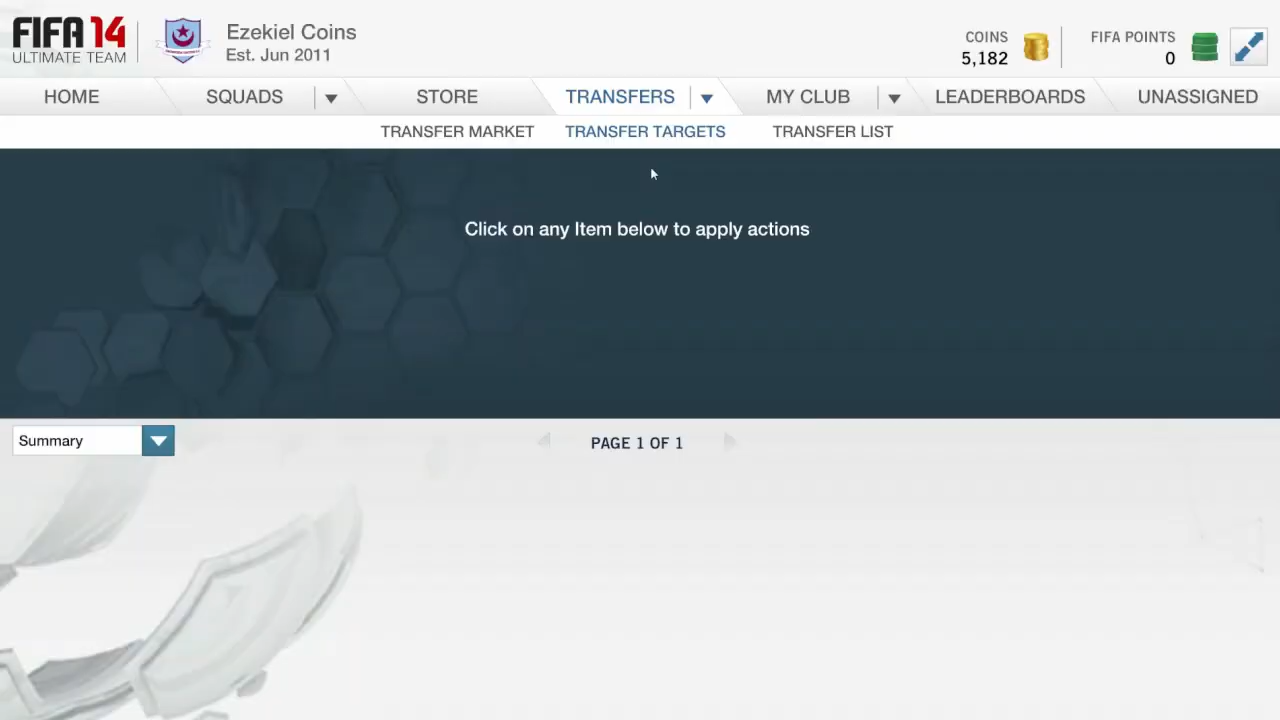 FIFA 14
ULTIMATE TEAM
Ezekiel Coins
Est. Jun 2011
COINS
5,182
FIFA POINTS
0
HOME
SQUADS
STORE
TRANSFERS
MY CLUB
LEADERBOARDS
UNASSIGNED
TRANSFER MARKET
TRANSFER TARGETS
TRANSFER LIST
Click on any Item below to apply actions
Summary
PAGE 1 OF 1